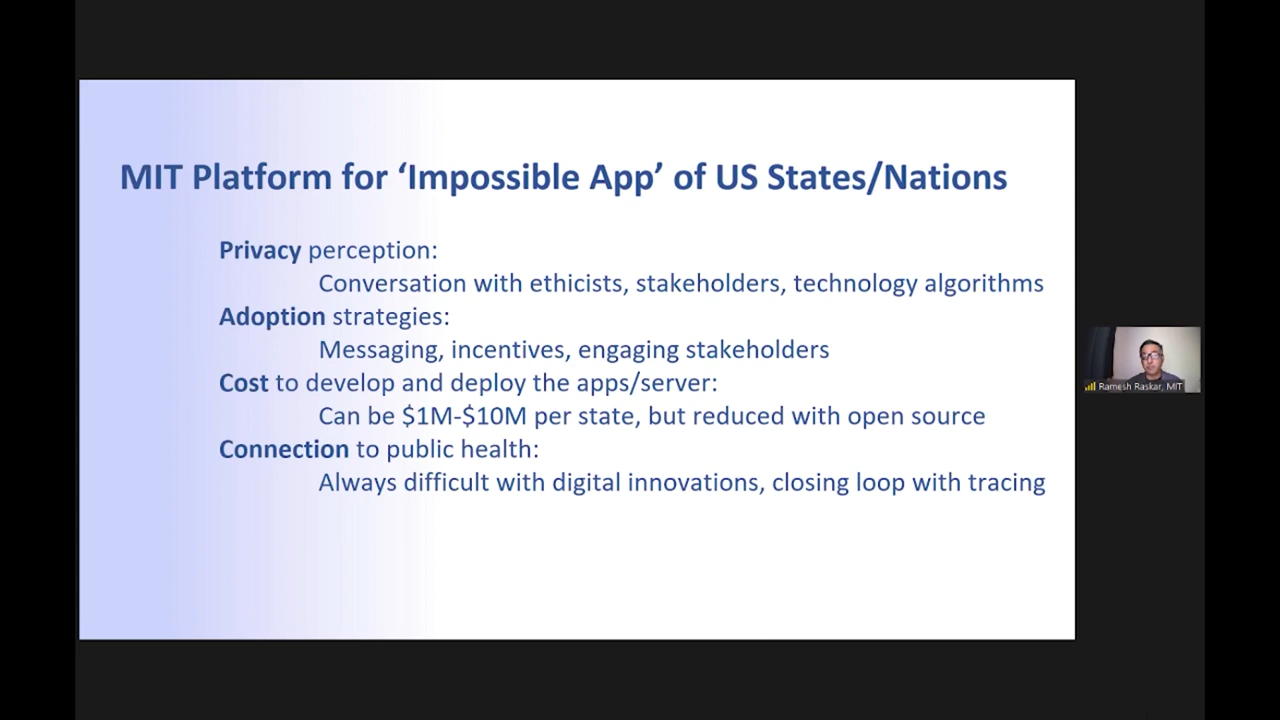 MIT Platform for ‘Impossible App’ of US States/Nations
Privacy perception:
Conversation with ethicists, stakeholders, technology algorithms
Adoption strategies:
Messaging, incentives, engaging stakeholders
Cost to develop and deploy the apps/server:
Can be $1M-$10M per state, but reduced with open source
Connection to public health:
Always difficult with digital innovations, closing loop with tracing
Ramesh Raskar, MIT